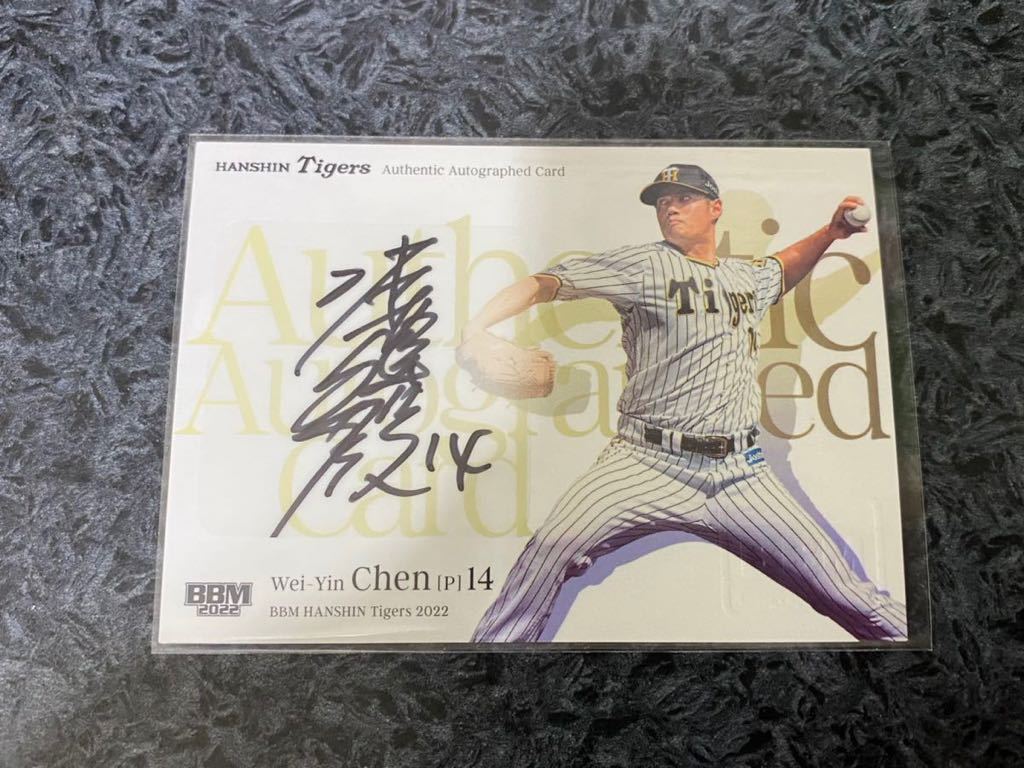 HANSHIN Tigers Authentic Autographed Card
Authentic
Autographed
Card
Tigers
14
Wei-Yin Chen [P] 14
BBM HANSHIN Tigers 2022
BBM
2022